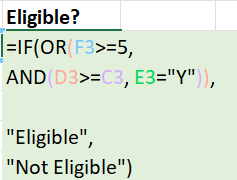 Eligible?
=IF(OR(F3>=5,
AND(D3>=C3, E3="Y")),
"Eligible",
"Not Eligible")